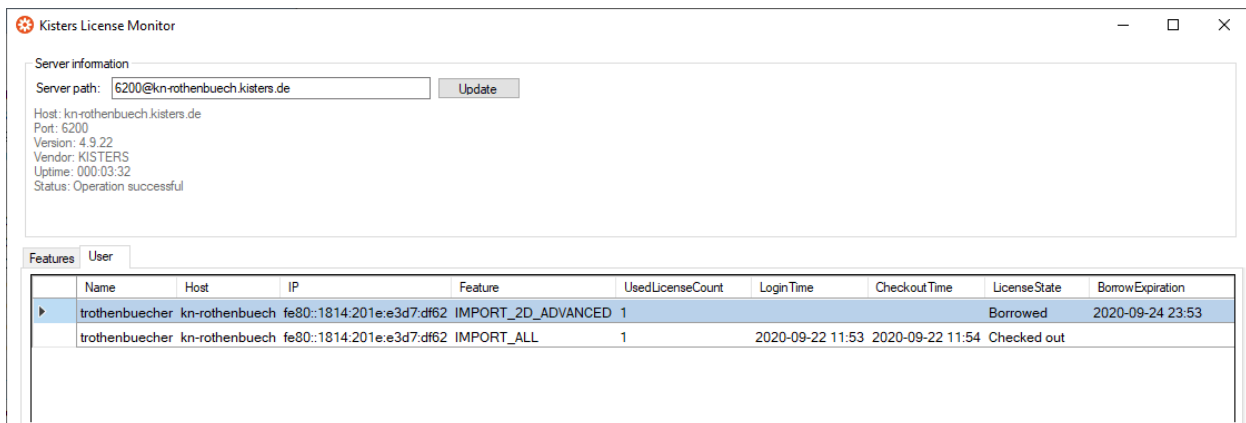 Kisters License Monitor
Server information
Server path: 6200@kn-rothenbuech.kisters.de Update
Host: kn-rothenbuech.kisters.de
Port: 6200
Version: 4.9.22
Vendor: KISTERS
Uptime: 000:03:32
Status: Operation successful
Features User
Name Host IP Feature UsedLicenseCount LoginTime CheckoutTime LicenseState BorrowExpiration
trothenbuecher kn-rothenbuech fe80::1814:201e:e3d7:df62 IMPORT_2D_ADVANCED 1 Borrowed 2020-09-24 23:53
trothenbuecher kn-rothenbuech fe80::1814:201e:e3d7:df62 IMPORT_ALL 1 2020-09-22 11:53 2020-09-22 11:54 Checked out